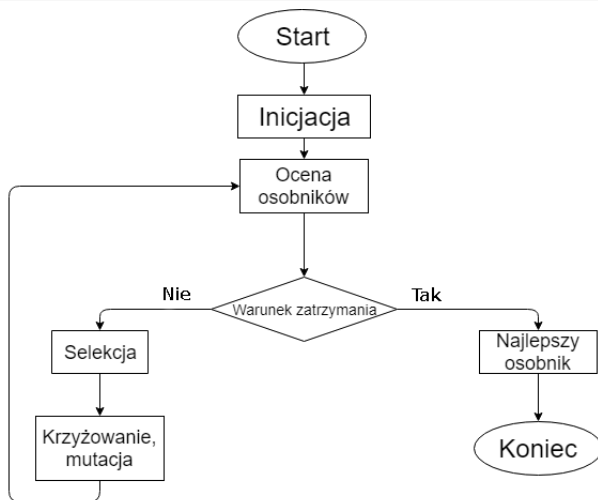 Start
Inicjacja
Ocena
osobników
Warunek zatrzymania
Nie
Tak
Selekcja
Krzyżowanie,
mutacja
Najlepszy
osobnik
Koniec